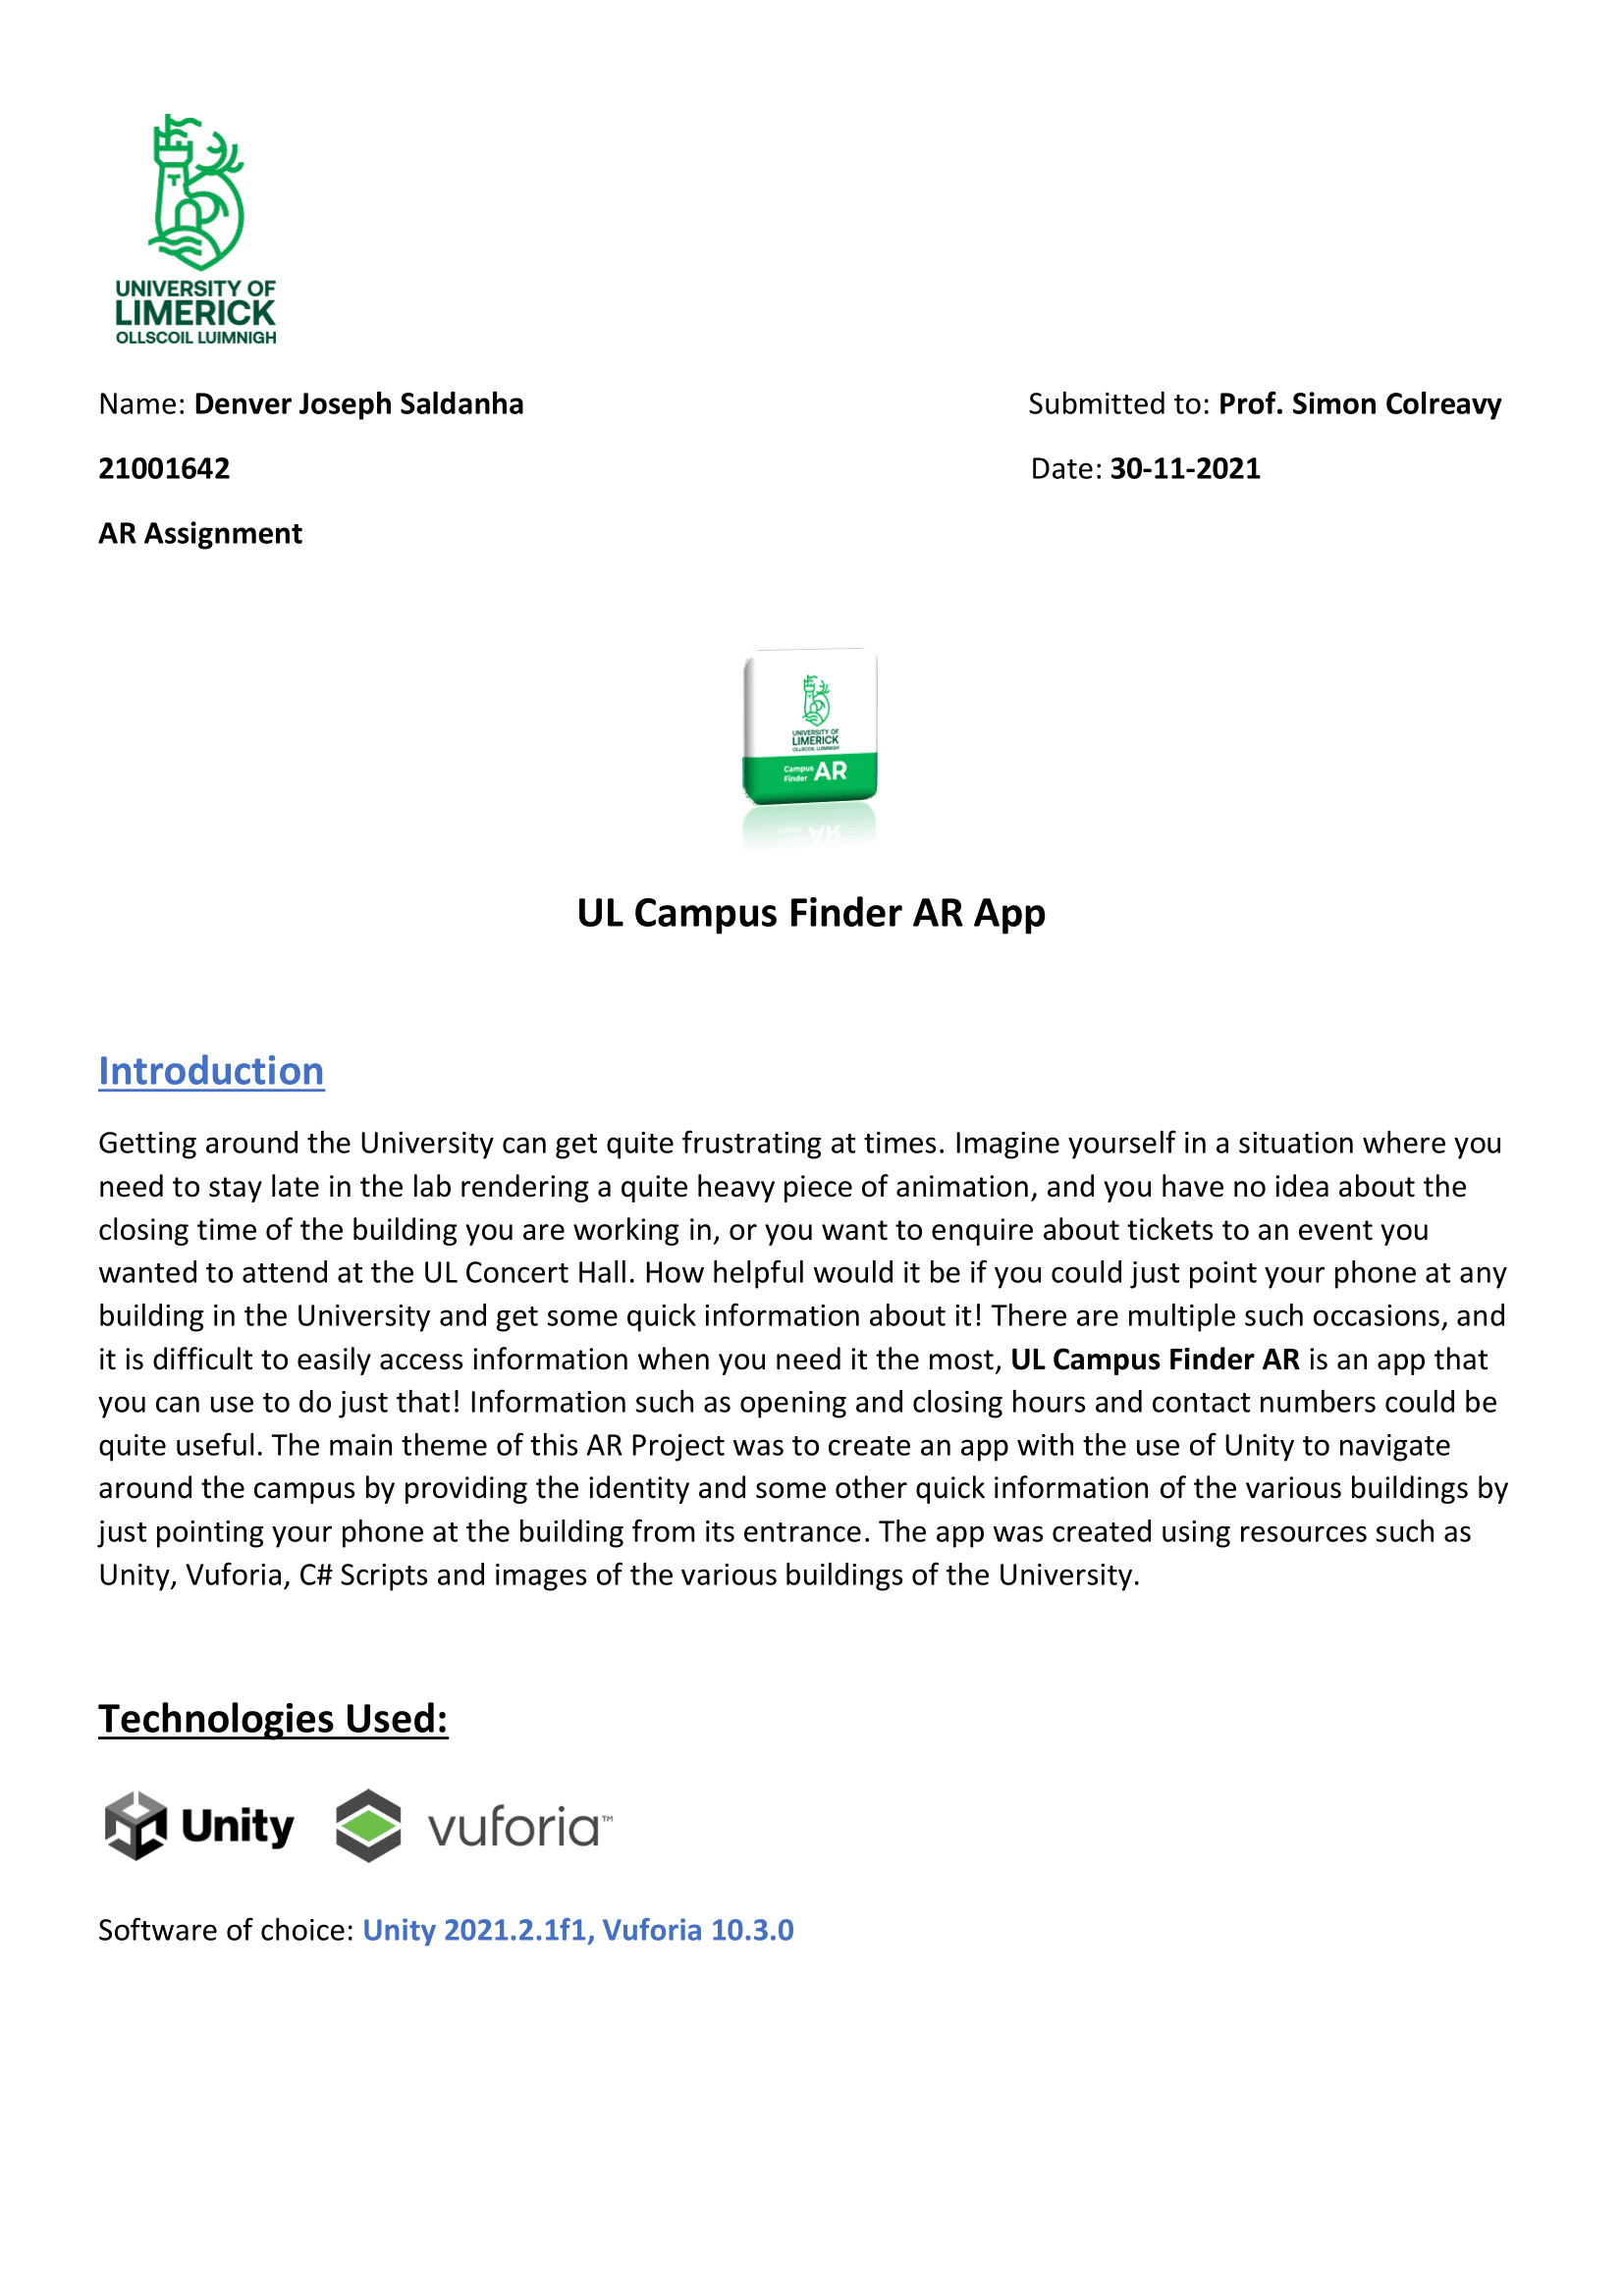 UNIVERSITY OF
LIMERICK
OLLSCOIL LUIMNIGH
Name: Denver Joseph Saldanha
Submitted to: Prof. Simon Colreavy
21001642
Date: 30-11-2021
AR Assignment
UNIVERSITY OF
LIMERICK
OLLSCOIL LUIMNIGH
Campus
Finder AR
UL Campus Finder AR App
Introduction
Getting around the University can get quite frustrating at times. Imagine yourself in a situation where you
need to stay late in the lab rendering a quite heavy piece of animation, and you have no idea about the
closing time of the building you are working in, or you want to enquire about tickets to an event you
wanted to attend at the UL Concert Hall. How helpful would it be if you could just point your phone at any
building in the University and get some quick information about it! There are multiple such occasions, and
it is difficult to easily access information when you need it the most, UL Campus Finder AR is an app that
you can use to do just that! Information such as opening and closing hours and contact numbers could be
quite useful. The main theme of this AR Project was to create an app with the use of Unity to navigate
around the campus by providing the identity and some other quick information of the various buildings by
just pointing your phone at the building from its entrance. The app was created using resources such as
Unity, Vuforia, C# Scripts and images of the various buildings of the University.
Technologies Used:
Unity vuforia™
Software of choice: Unity 2021.2.1f1, Vuforia 10.3.0